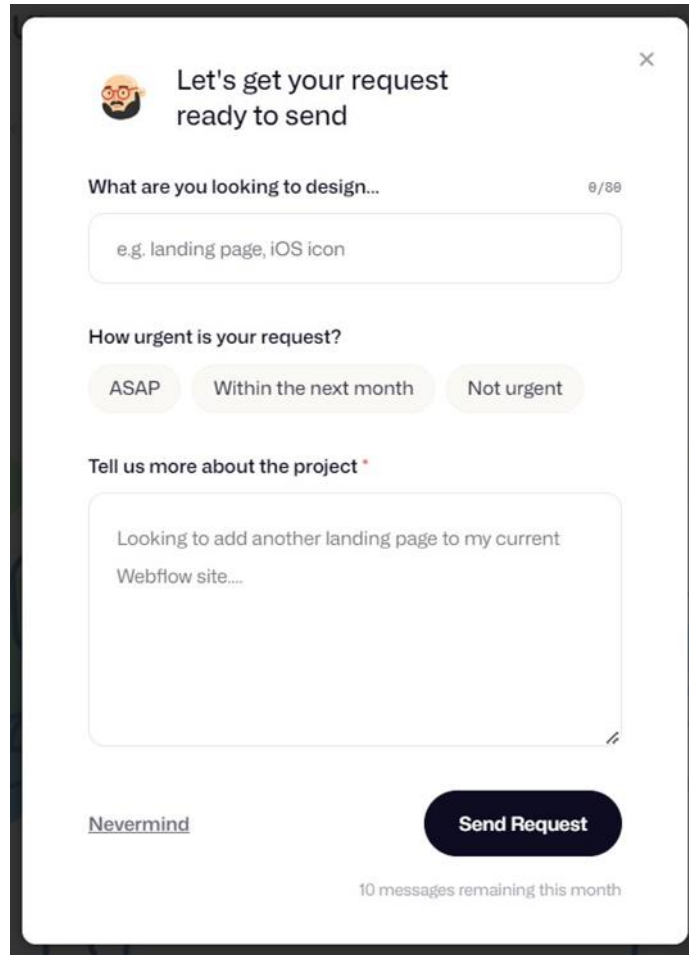 Let's get your request
ready to send
What are you looking to design...
0/80
e.g. landing page, iOS icon
How urgent is your request?
ASAP
Within the next month
Not urgent
Tell us more about the project *
Looking to add another landing page to my current
Webflow site....
Nevermind
Send Request
10 messages remaining this month